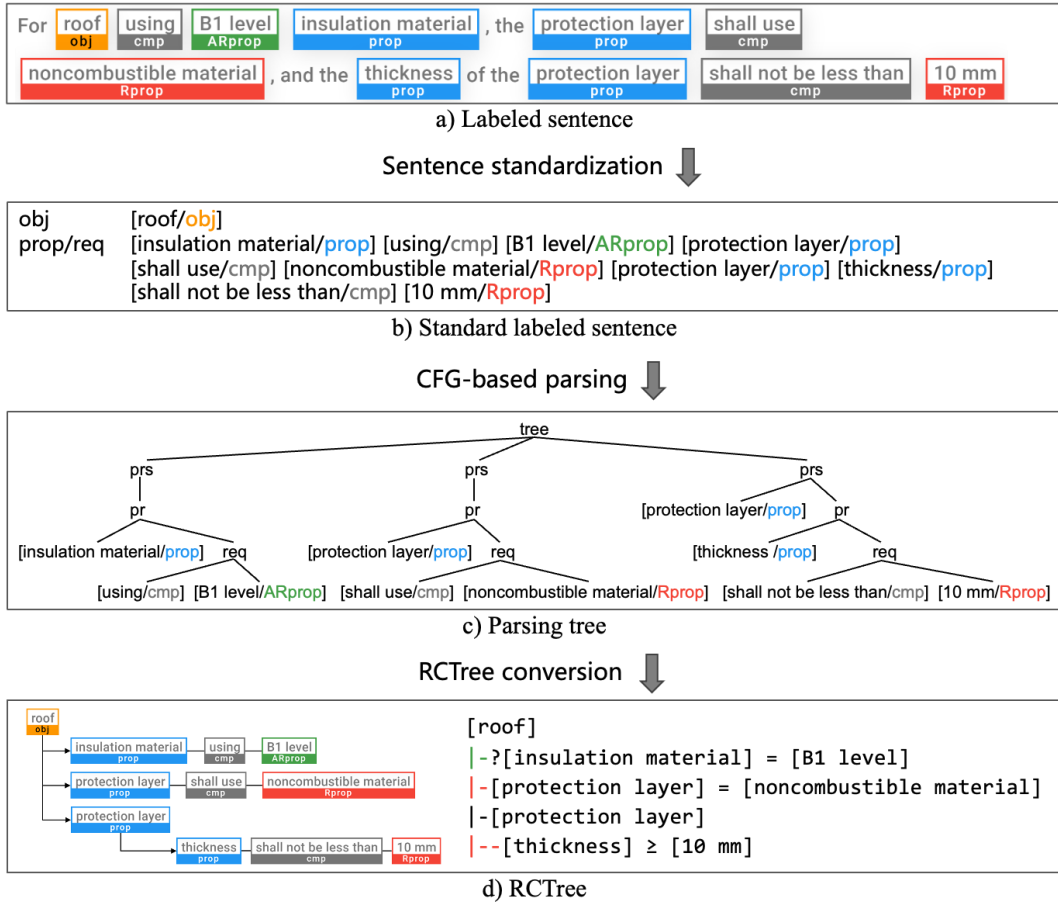 For roof using B1 level insulation material , the protection layer shall use
obj cmp ARprop prop prop cmp
noncombustible material , and the thickness of the protection layer shall not be less than 10 mm
Rprop prop prop cmp Rprop
a) Labeled sentence
Sentence standardization
obj [roof/obj]
prop/req [insulation material/prop] [using/cmp] [B1 level/ARprop] [protection layer/prop]
[shall use/cmp] [noncombustible material/Rprop] [protection layer/prop] [thickness/prop]
[shall not be less than/cmp] [10 mm/Rprop]
b) Standard labeled sentence
CFG-based parsing
tree
prs prs prs
pr pr [protection layer/prop] pr
[insulation material/prop] req [protection layer/prop] req [thickness /prop] req
[using/cmp] [B1 level/ARprop] [shall use/cmp] [noncombustible material/Rprop] [shall not be less than/cmp] [10 mm/Rprop]
c) Parsing tree
RCTree conversion
roof
obj
insulation material using B1 level
prop cmp ARprop
protection layer shall use noncombustible material
prop cmp Rprop
protection layer
prop
thickness shall not be less than 10 mm
prop cmp Rprop
[roof]
|-?[insulation material] = [B1 level]
|-[protection layer] = [noncombustible material]
|-[protection layer]
|--[thickness] ≥ [10 mm]
d) RCTree